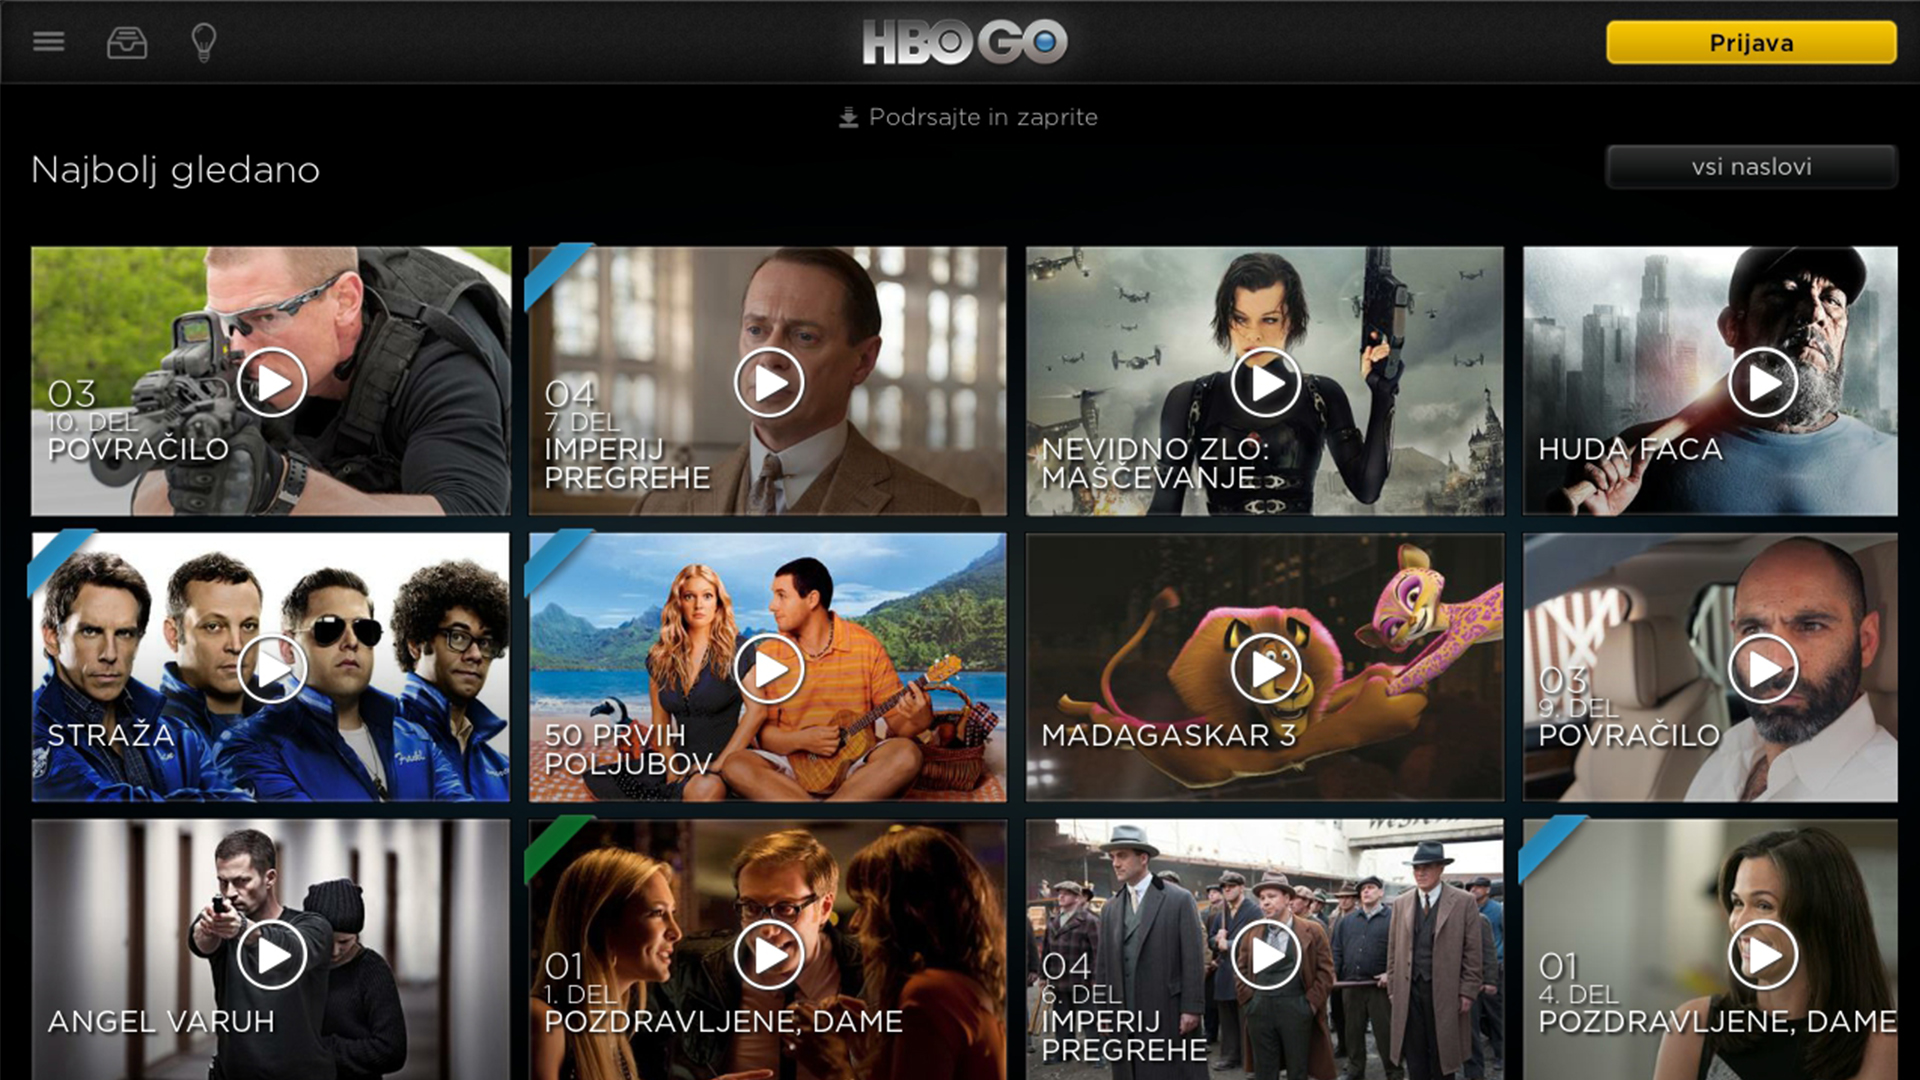 HBO GO
Prijava
Podrsajte in zaprite
Najbolj gledano
vsi naslovi
03
10. DEL
POVRAČILO
04
7. DEL
IMPERIJ
PREGREHE
NEVIDNO ZLO:
MAŠČEVANJE
HUDA FACA
STRAŽA
50 PRVIH
POLJUBOV
MADAGASKAR 3
03
9. DEL
POVRAČILO
ANGEL VARUH
01
1. DEL
POZDRAVLJENE, DAME
04
6. DEL
IMPERIJ
PREGREHE
01
4. DEL
POZDRAVLJENE, DAME